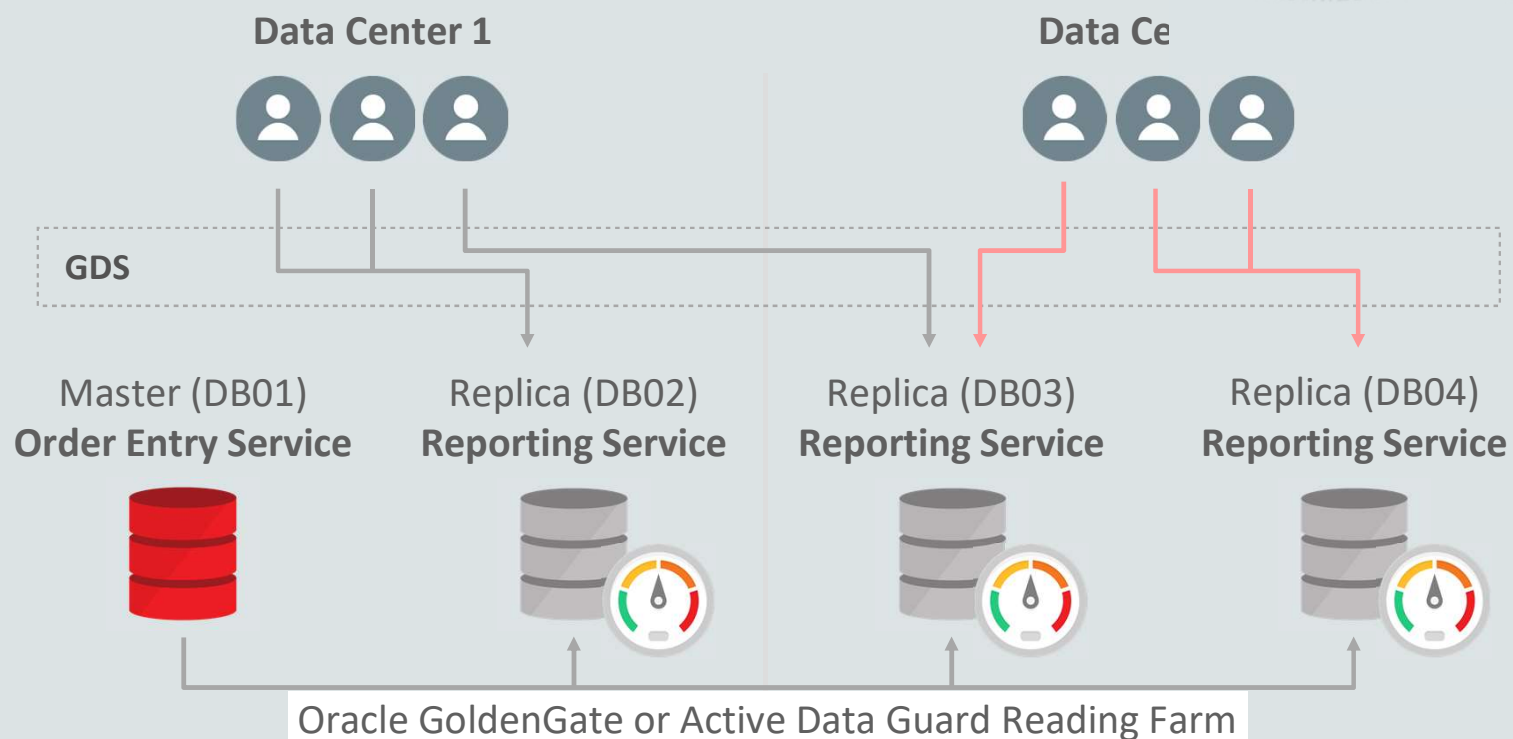 Data Center 1
Data Ce
GDS
Master (DB01)
Order Entry Service
Replica (DB02)
Reporting Service
Replica (DB03)
Reporting Service
Replica (DB04)
Reporting Service
Oracle GoldenGate or Active Data Guard Reading Farm